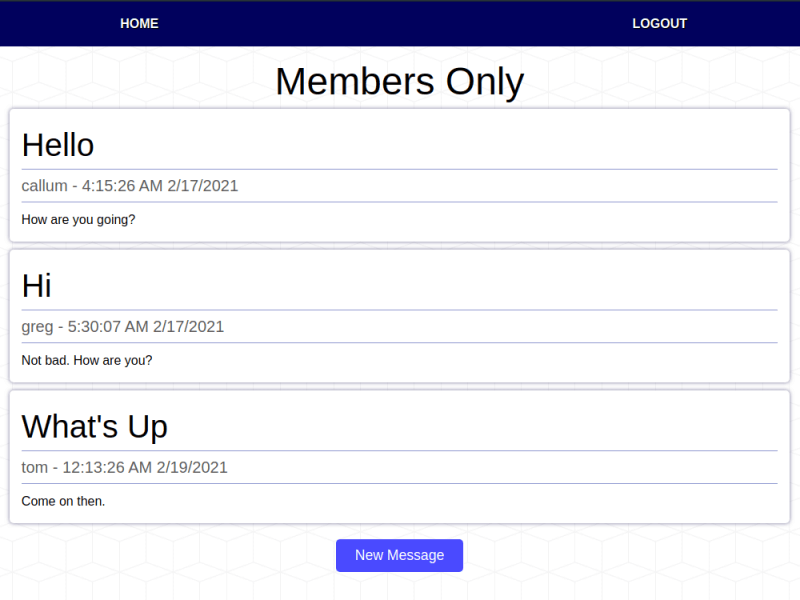 HOME LOGOUT
Members Only
Hello
callum - 4:15:26 AM 2/17/2021
How are you going?
Hi
greg - 5:30:07 AM 2/17/2021
Not bad. How are you?
What's Up
tom - 12:13:26 AM 2/19/2021
Come on then.
New Message